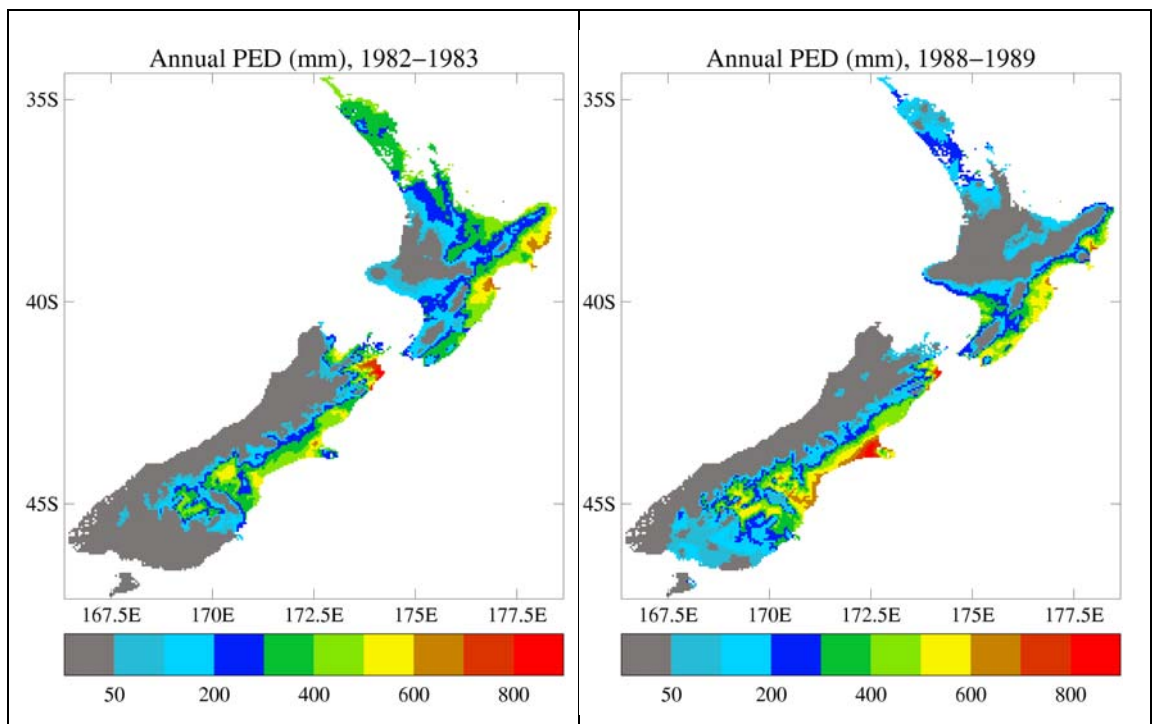 Annual PED (mm), 1982–1983
35S
40S
45S
167.5E 170E 172.5E 175E 177.5E
50 200 400 600 800
Annual PED (mm), 1988–1989
35S
40S
45S
167.5E 170E 172.5E 175E 177.5E
50 200 400 600 800